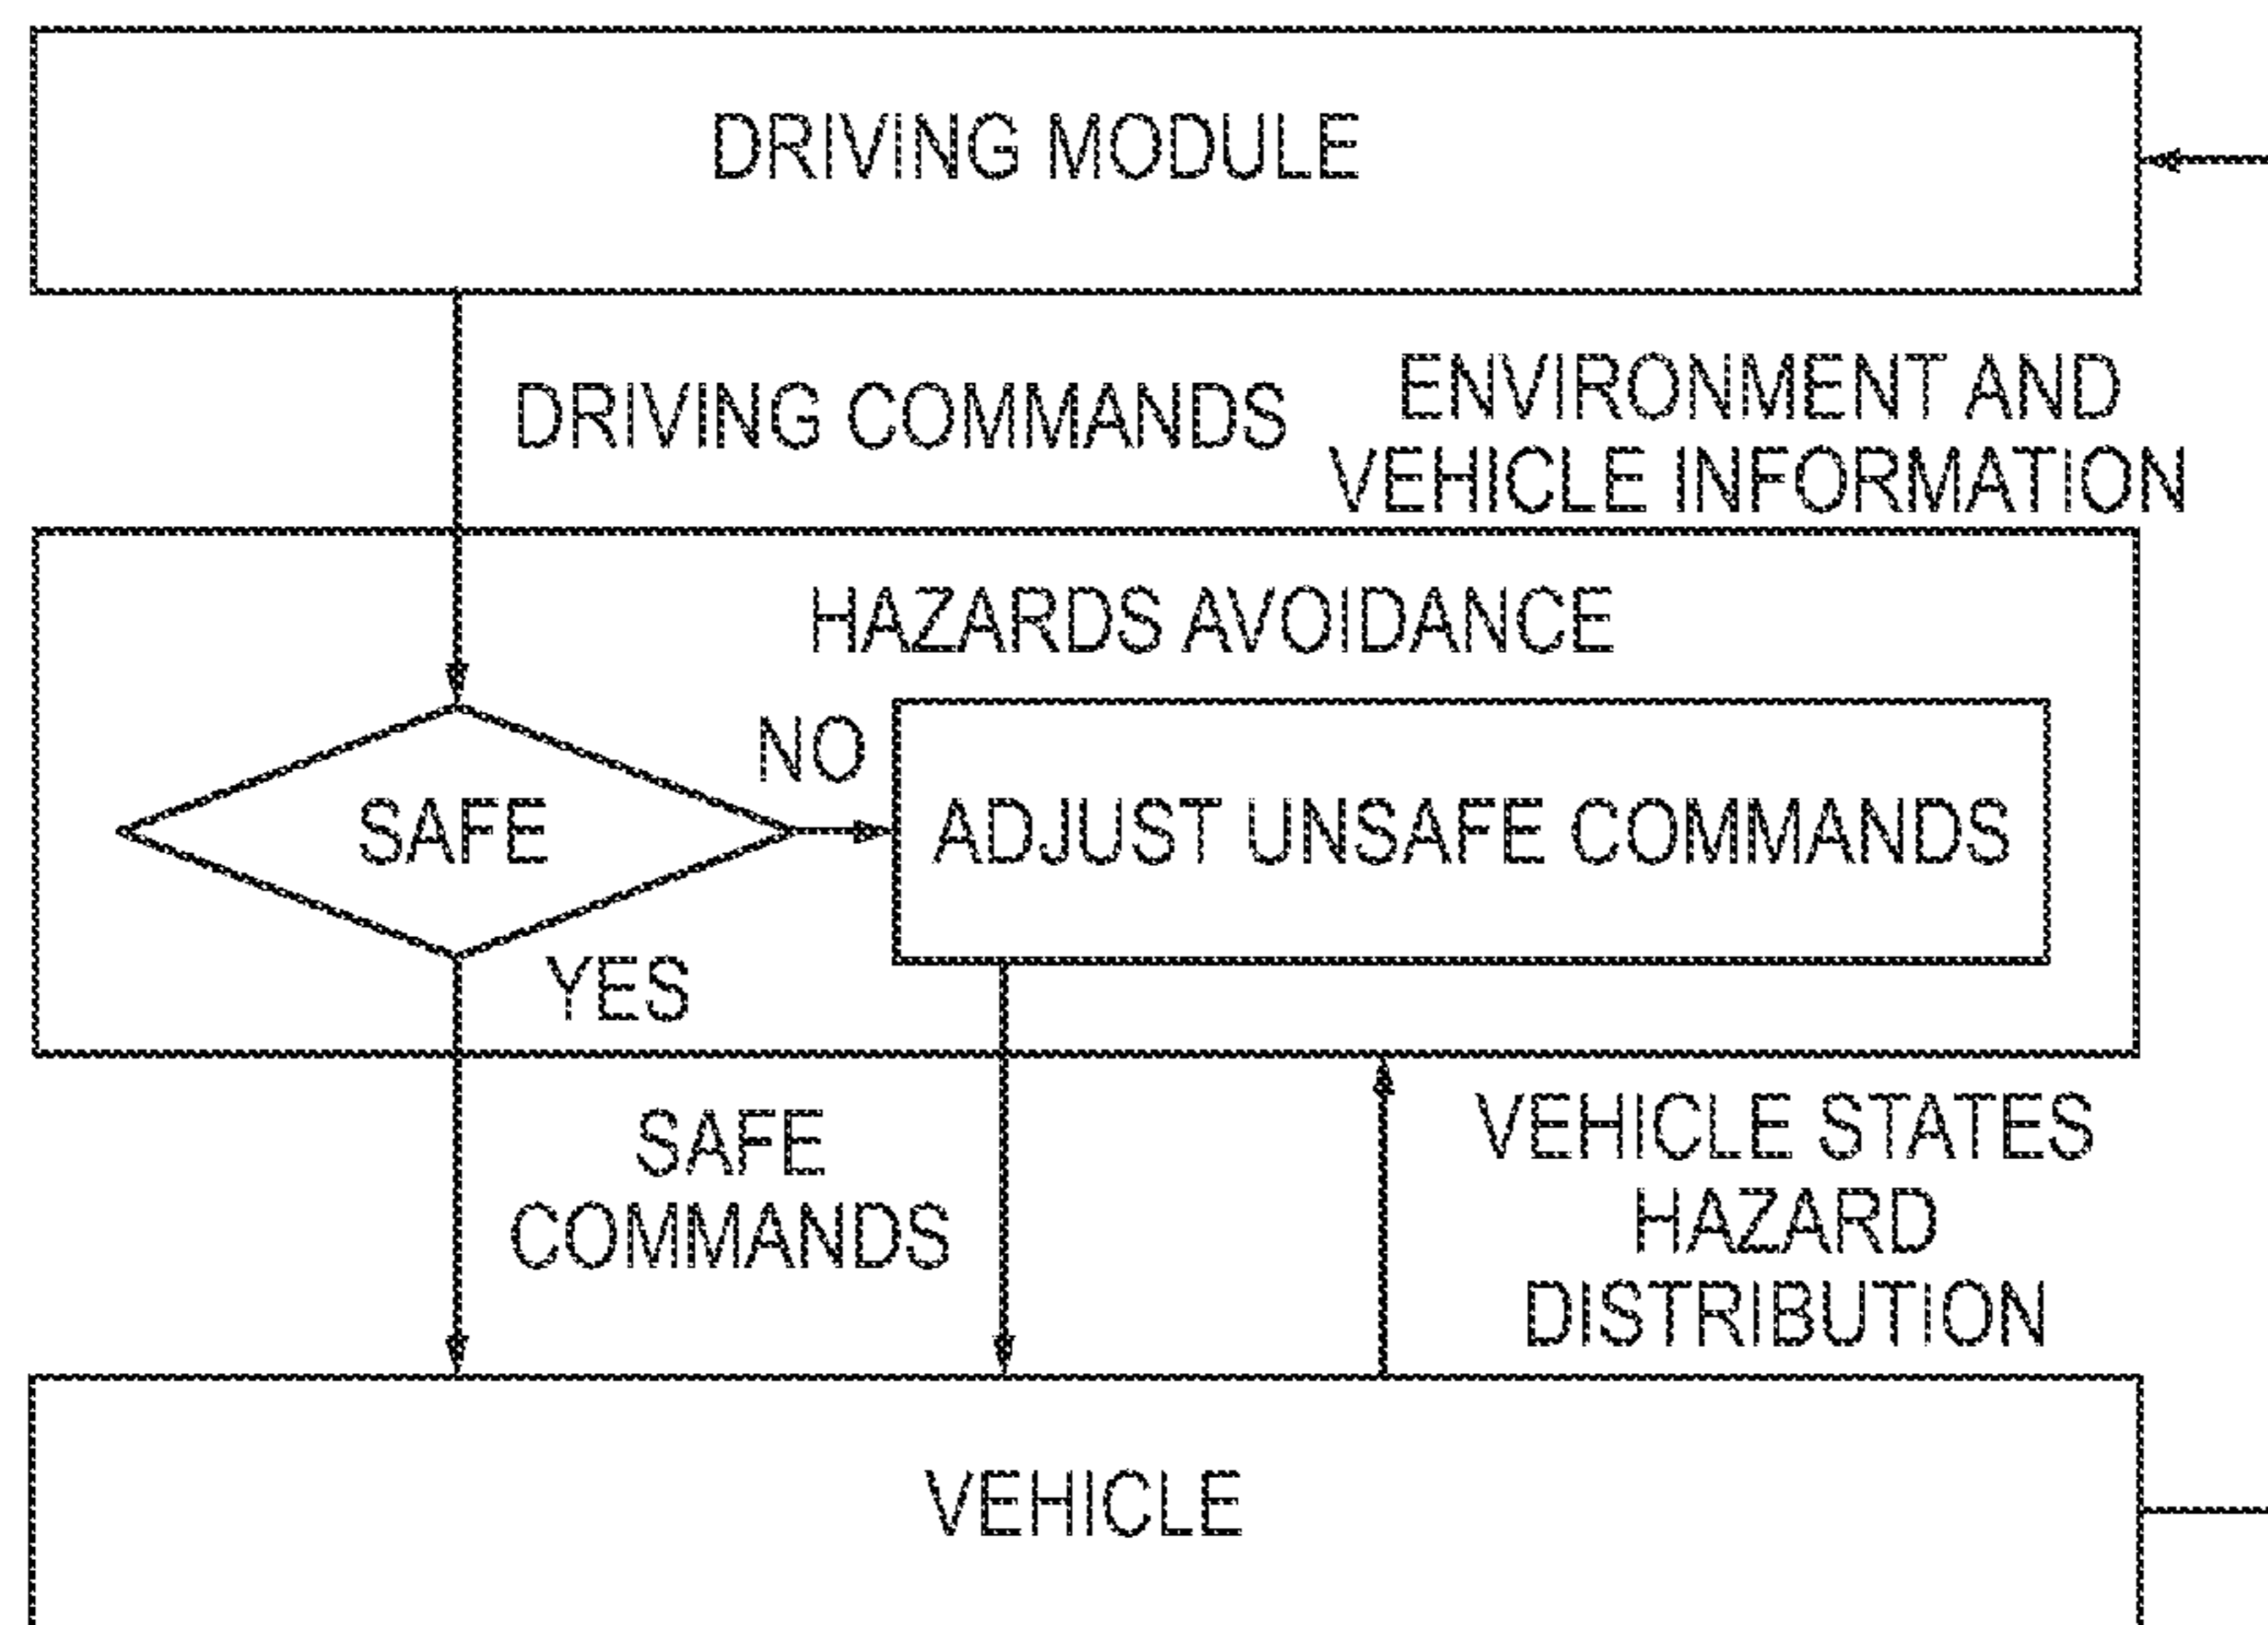 DRIVING MODULE
DRIVING COMMANDS
ENVIRONMENT AND
VEHICLE INFORMATION
HAZARDS AVOIDANCE
SAFE
NO
ADJUST UNSAFE COMMANDS
YES
SAFE
COMMANDS
VEHICLE STATES
HAZARD
DISTRIBUTION
VEHICLE